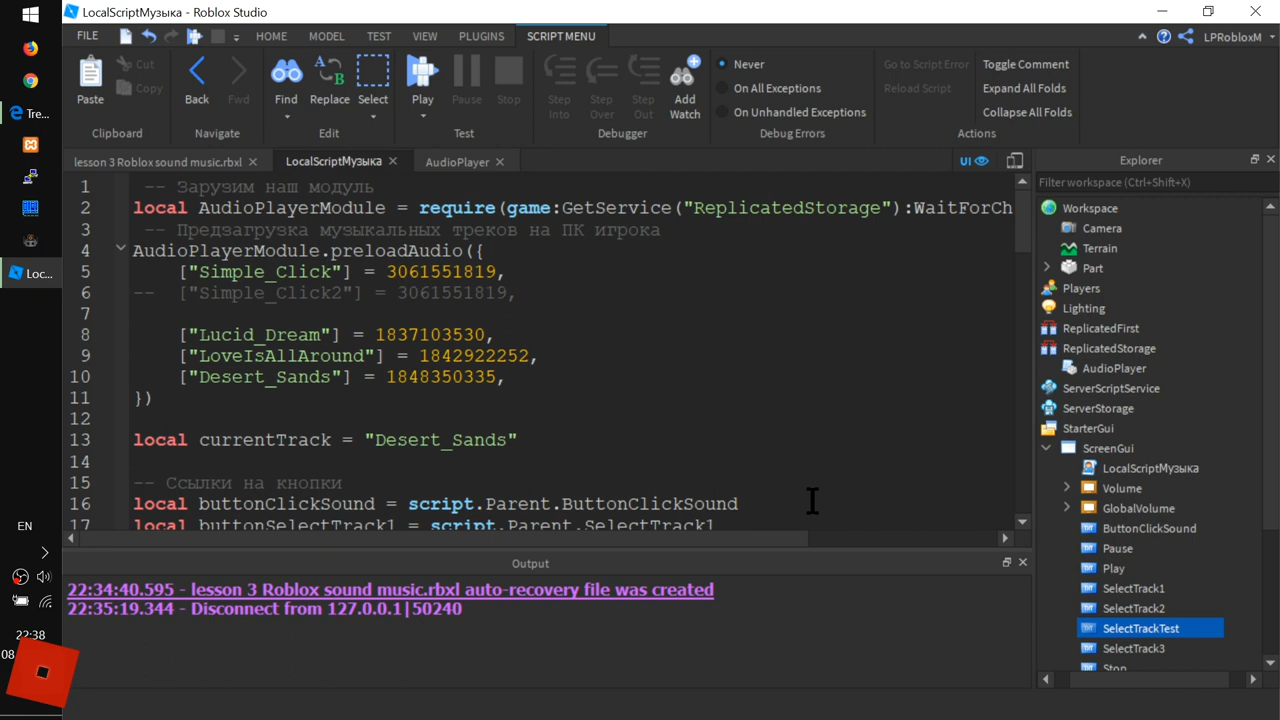 LocalScriptМузыка - Roblox Studio
FILE
HOME
MODEL
TEST
VIEW
PLUGINS
SCRIPT MENU
LPRobloxM
Paste
Cut
Copy
Clipboard
Back
Fwd
Navigate
Find
Replace
Select
Edit
Play
Pause
Stop
Test
Step Into
Step Over
Step Out
Add Watch
Debugger
Never
On All Exceptions
On Unhandled Exceptions
Debug Errors
Go to Script Error
Reload Script
Toggle Comment
Expand All Folds
Collapse All Folds
Actions
Tre...
Loc...
lesson 3 Roblox sound music.rbxl
LocalScriptМузыка
AudioPlayer
UI
1 -- Зарузим наш модуль
2 local AudioPlayerModule = require(game:GetService("ReplicatedStorage"):WaitForCh
3 -- Предзагрузка музыкальных треков на ПК игрока
4 AudioPlayerModule.preloadAudio({
5 ["Simple_Click"] = 3061551819,
6 -- ["Simple_Click2"] = 3061551819,
7
8 ["Lucid_Dream"] = 1837103530,
9 ["LoveIsAllAround"] = 1842922252,
10 ["Desert_Sands"] = 1848350335,
11 })
12
13 local currentTrack = "Desert_Sands"
14
15 -- Ссылки на кнопки
16 local buttonClickSound = script.Parent.ButtonClickSound
17 local buttonSelectTrack1 = script.Parent.SelectTrack1
Output
22:34:40.595 - lesson 3 Roblox sound music.rbxl auto-recovery file was created
22:35:19.344 - Disconnect from 127.0.0.1|50240
Explorer
Filter workspace (Ctrl+Shift+X)
Workspace
Camera
Terrain
Part
Players
Lighting
ReplicatedFirst
ReplicatedStorage
AudioPlayer
ServerScriptService
ServerStorage
StarterGui
ScreenGui
LocalScriptМузыка
Volume
GlobalVolume
ButtonClickSound
Pause
Play
SelectTrack1
SelectTrack2
SelectTrackTest
SelectTrack3
Stop
EN
22:38
08